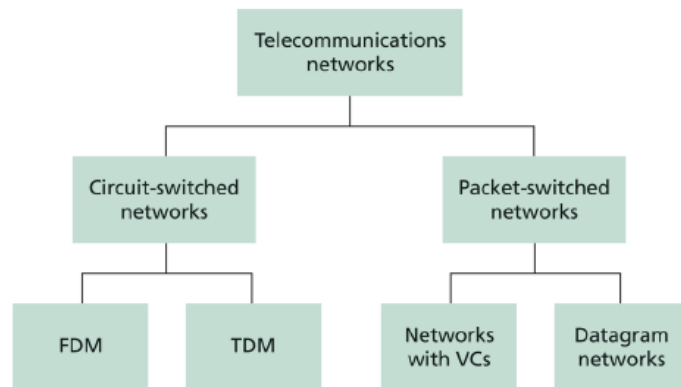 Telecommunications
networks
Circuit-switched
networks
Packet-switched
networks
FDM
TDM
Networks
with VCs
Datagram
networks